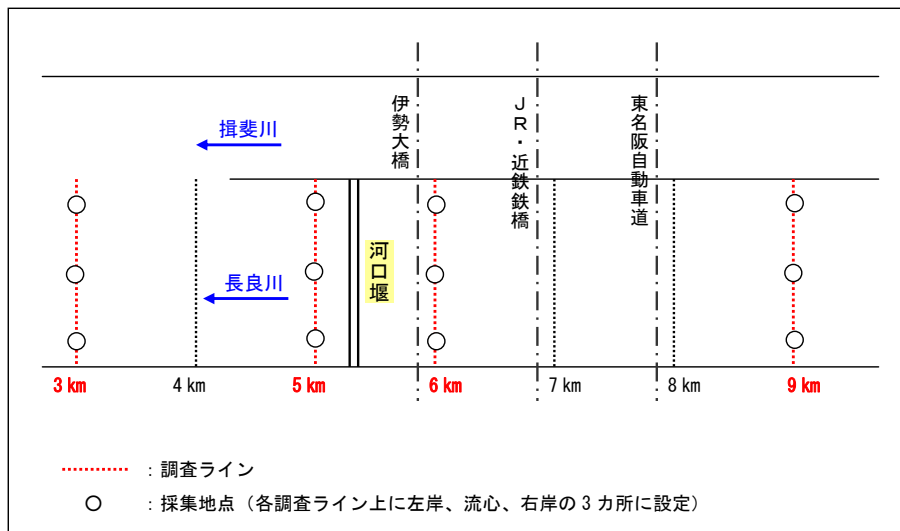 伊勢大橋
JR・近鉄鉄橋
東名阪自動車道
揖斐川
河口堰
長良川
3 km
4 km
5 km
6 km
7 km
8 km
9 km
：調査ライン
：採集地点（各調査ライン上に左岸、流心、右岸の 3 カ所に設定）